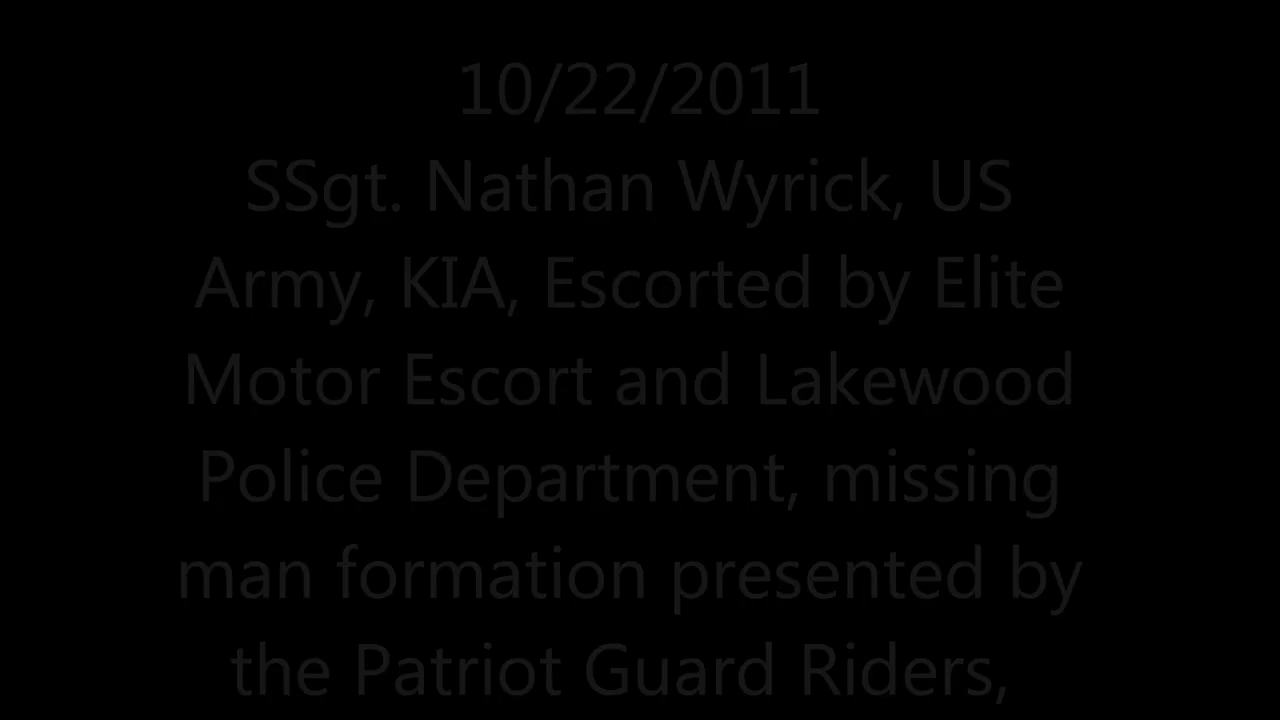 10/22/2011
SSgt. Nathan Wyrick, US
Army, KIA, Escorted by Elite
Motor Escort and Lakewood
Police Department, missing
man formation presented by
the Patriot Guard Riders,